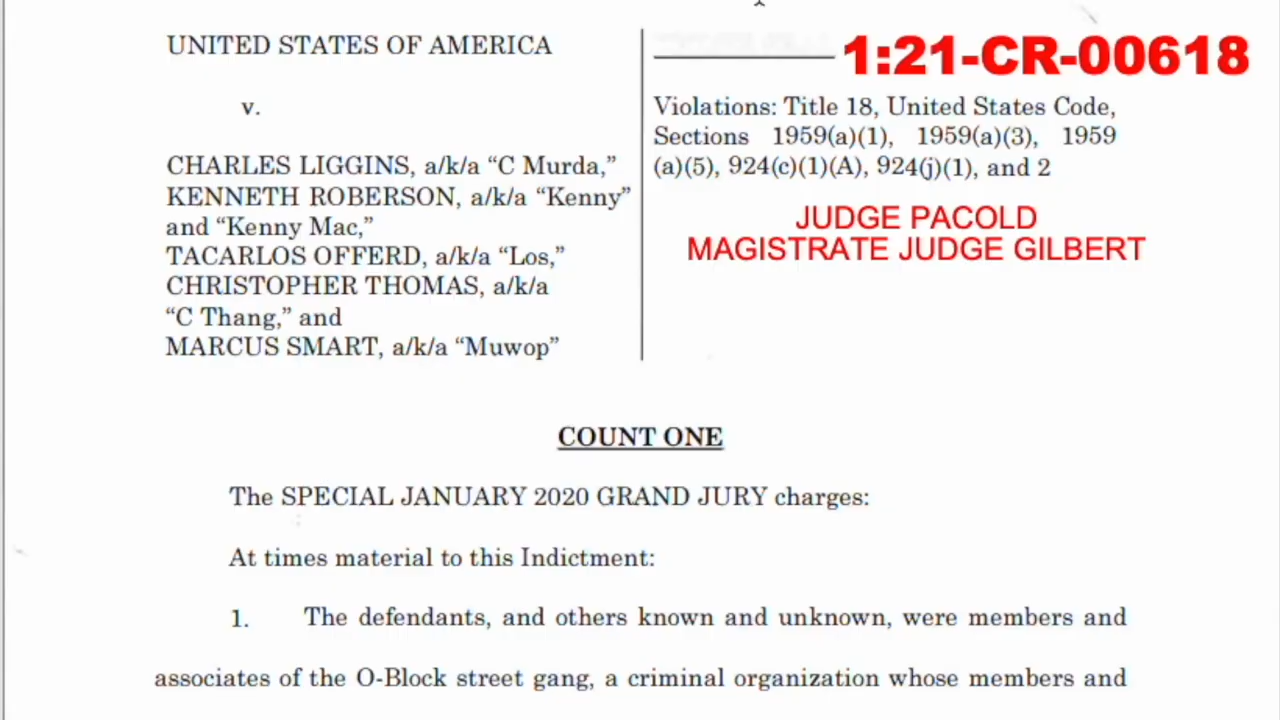 UNITED STATES OF AMERICA
v.
CHARLES LIGGINS, a/k/a “C Murda,”
KENNETH ROBERSON, a/k/a “Kenny”
and “Kenny Mac,”
TACARLOS OFFERD, a/k/a “Los,”
CHRISTOPHER THOMAS, a/k/a
“C Thang,” and
MARCUS SMART, a/k/a “Muwop”
1:21-CR-00618
Violations: Title 18, United States Code,
Sections 1959(a)(1), 1959(a)(3), 1959
(a)(5), 924(c)(1)(A), 924(j)(1), and 2
JUDGE PACOLD
MAGISTRATE JUDGE GILBERT
COUNT ONE
The SPECIAL JANUARY 2020 GRAND JURY charges:
At times material to this Indictment:
1. The defendants, and others known and unknown, were members and
associates of the O-Block street gang, a criminal organization whose members and